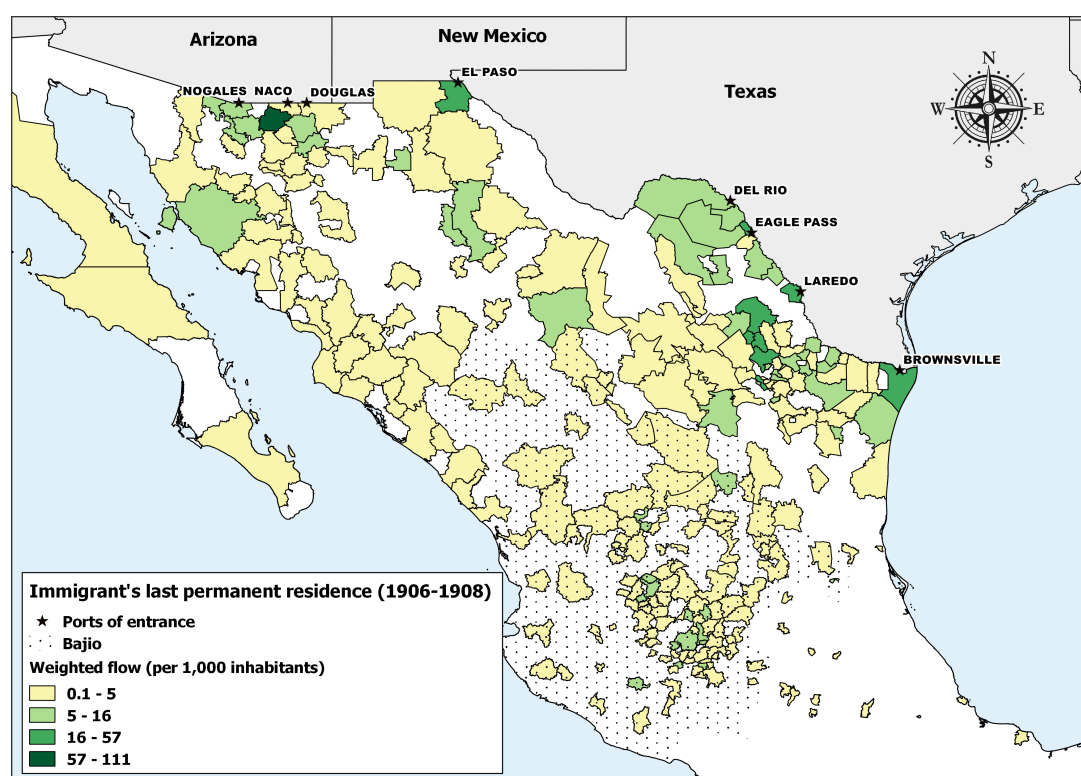 Arizona
New Mexico
Texas
N
W E
S
EL PASO
NOGALES NACO DOUGLAS
DEL RIO
EAGLE PASS
LAREDO
BROWNSVILLE
Immigrant's last permanent residence (1906-1908)
Ports of entrance
Bajio
Weighted flow (per 1,000 inhabitants)
0.1 - 5
5 - 16
16 - 57
57 - 111